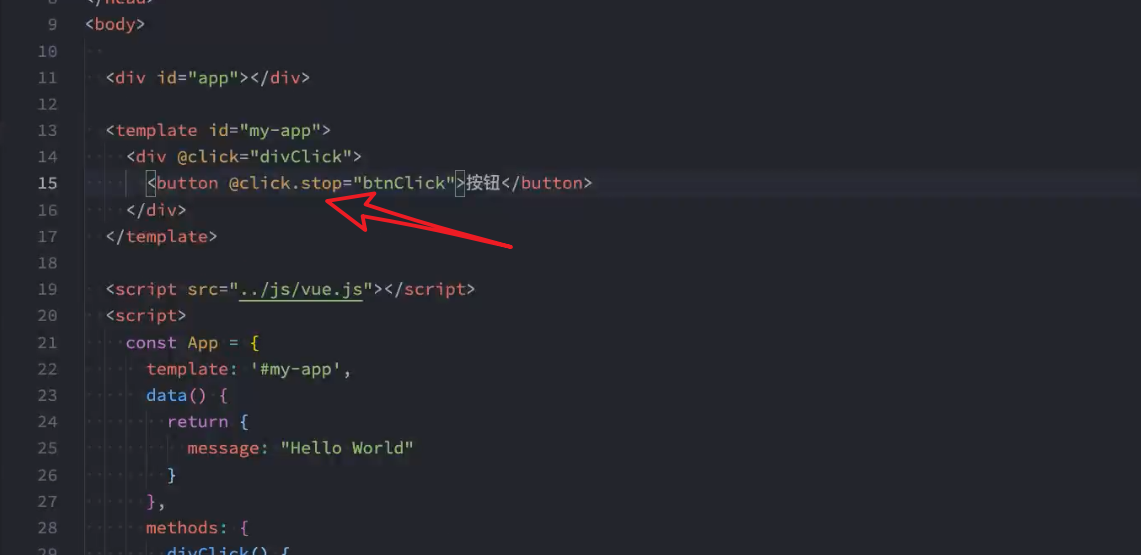 8 </head>
9 <body>
10
11 <div id="app"></div>
12
13 <template id="my-app">
14 <div @click="divClick">
15 <button @click.stop="btnClick">按钮</button>
16 </div>
17 </template>
18
19 <script src="../js/vue.js"></script>
20 <script>
21 const App = {
22 template: '#my-app',
23 data() {
24 return {
25 message: "Hello World"
26 }
27 },
28 methods: {
29 divClick() {